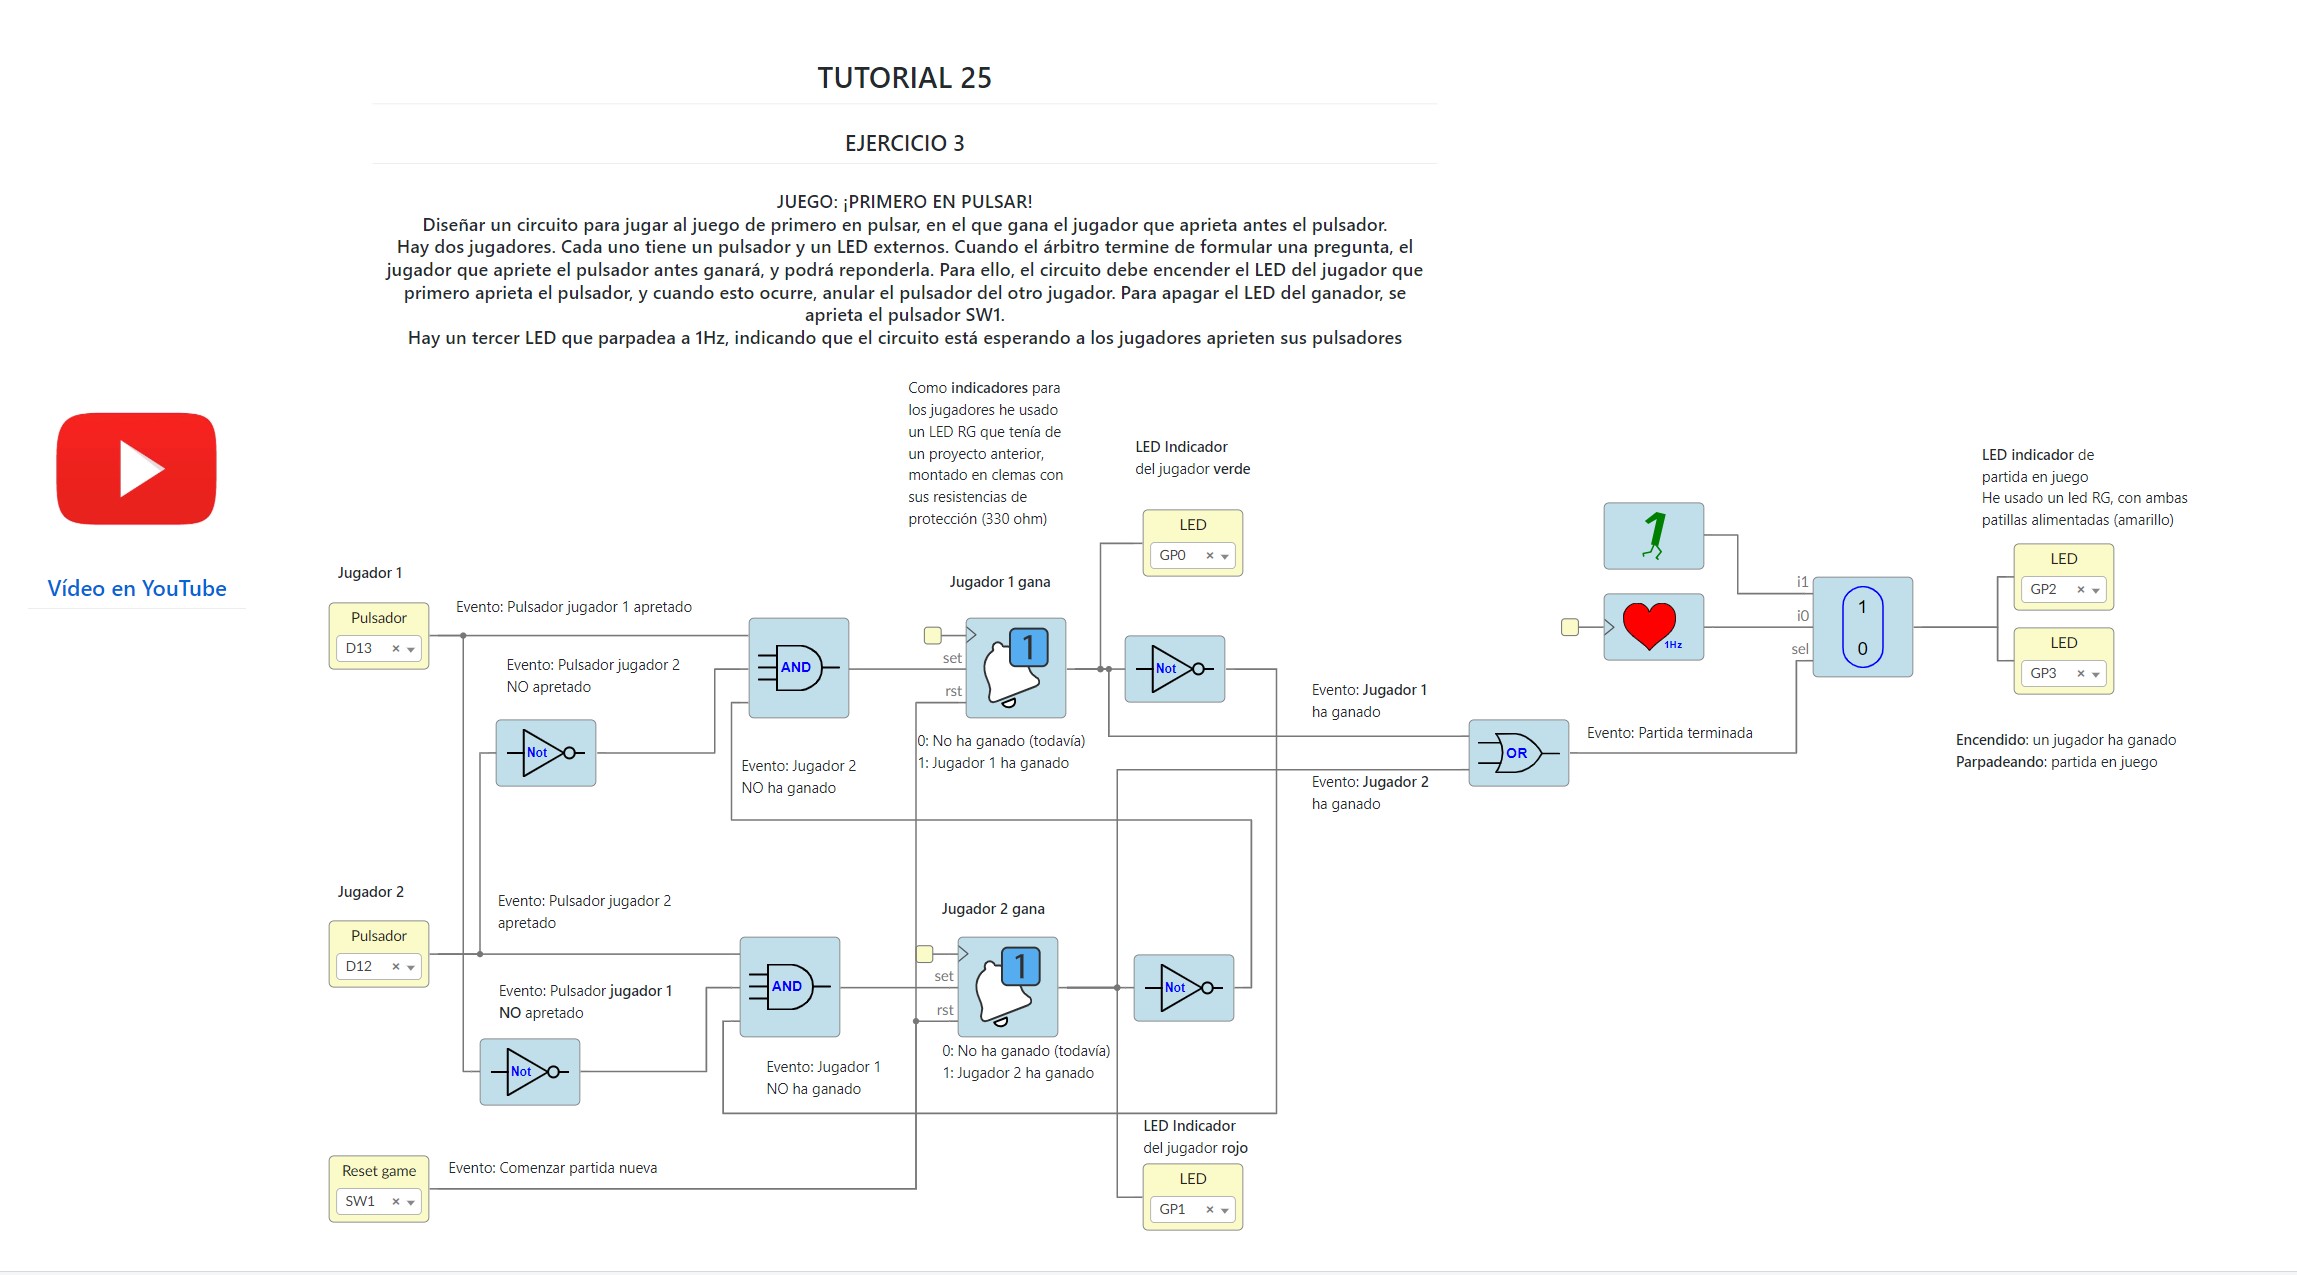 TUTORIAL 25
EJERCICIO 3
JUEGO: ¡PRIMERO EN PULSAR!
Diseñar un circuito para jugar al juego de primero en pulsar, en el que gana el jugador que aprieta antes el pulsador.
Hay dos jugadores. Cada uno tiene un pulsador y un LED externos. Cuando el árbitro termine de formular una pregunta, el
jugador que apriete el pulsador antes ganará, y podrá reponderla. Para ello, el circuito debe encender el LED del jugador que
primero aprieta el pulsador, y cuando esto ocurre, anular el pulsador del otro jugador. Para apagar el LED del ganador, se
aprieta el pulsador SW1.
Hay un tercer LED que parpadea a 1Hz, indicando que el circuito está esperando a los jugadores aprieten sus pulsadores
Vídeo en YouTube
Como indicadores para
los jugadores he usado
un LED RG que tenía de
un proyecto anterior,
montado en clemas con
sus resistencias de
protección (330 ohm)
LED Indicador
del jugador verde
LED
GP0
LED indicador de
partida en juego
He usado un led RG, con ambas
patillas alimentadas (amarillo)
LED
GP2
LED
GP3
1
1Hz
i1
i0
sel
1
0
Encendido: un jugador ha ganado
Parpadeando: partida en juego
Jugador 1
Pulsador
D13
Evento: Pulsador jugador 1 apretado
Evento: Pulsador jugador 2
NO apretado
Not
AND
Evento: Jugador 2
NO ha ganado
Jugador 1 gana
set
rst
1
0: No ha ganado (todavía)
1: Jugador 1 ha ganado
Not
Evento: Jugador 1
ha ganado
OR
Evento: Partida terminada
Evento: Jugador 2
ha ganado
Jugador 2
Pulsador
D12
Evento: Pulsador jugador 2
apretado
Evento: Pulsador jugador 1
NO apretado
Not
AND
Evento: Jugador 1
NO ha ganado
Jugador 2 gana
set
rst
1
0: No ha ganado (todavía)
1: Jugador 2 ha ganado
Not
LED Indicador
del jugador rojo
LED
GP1
Reset game
SW1
Evento: Comenzar partida nueva